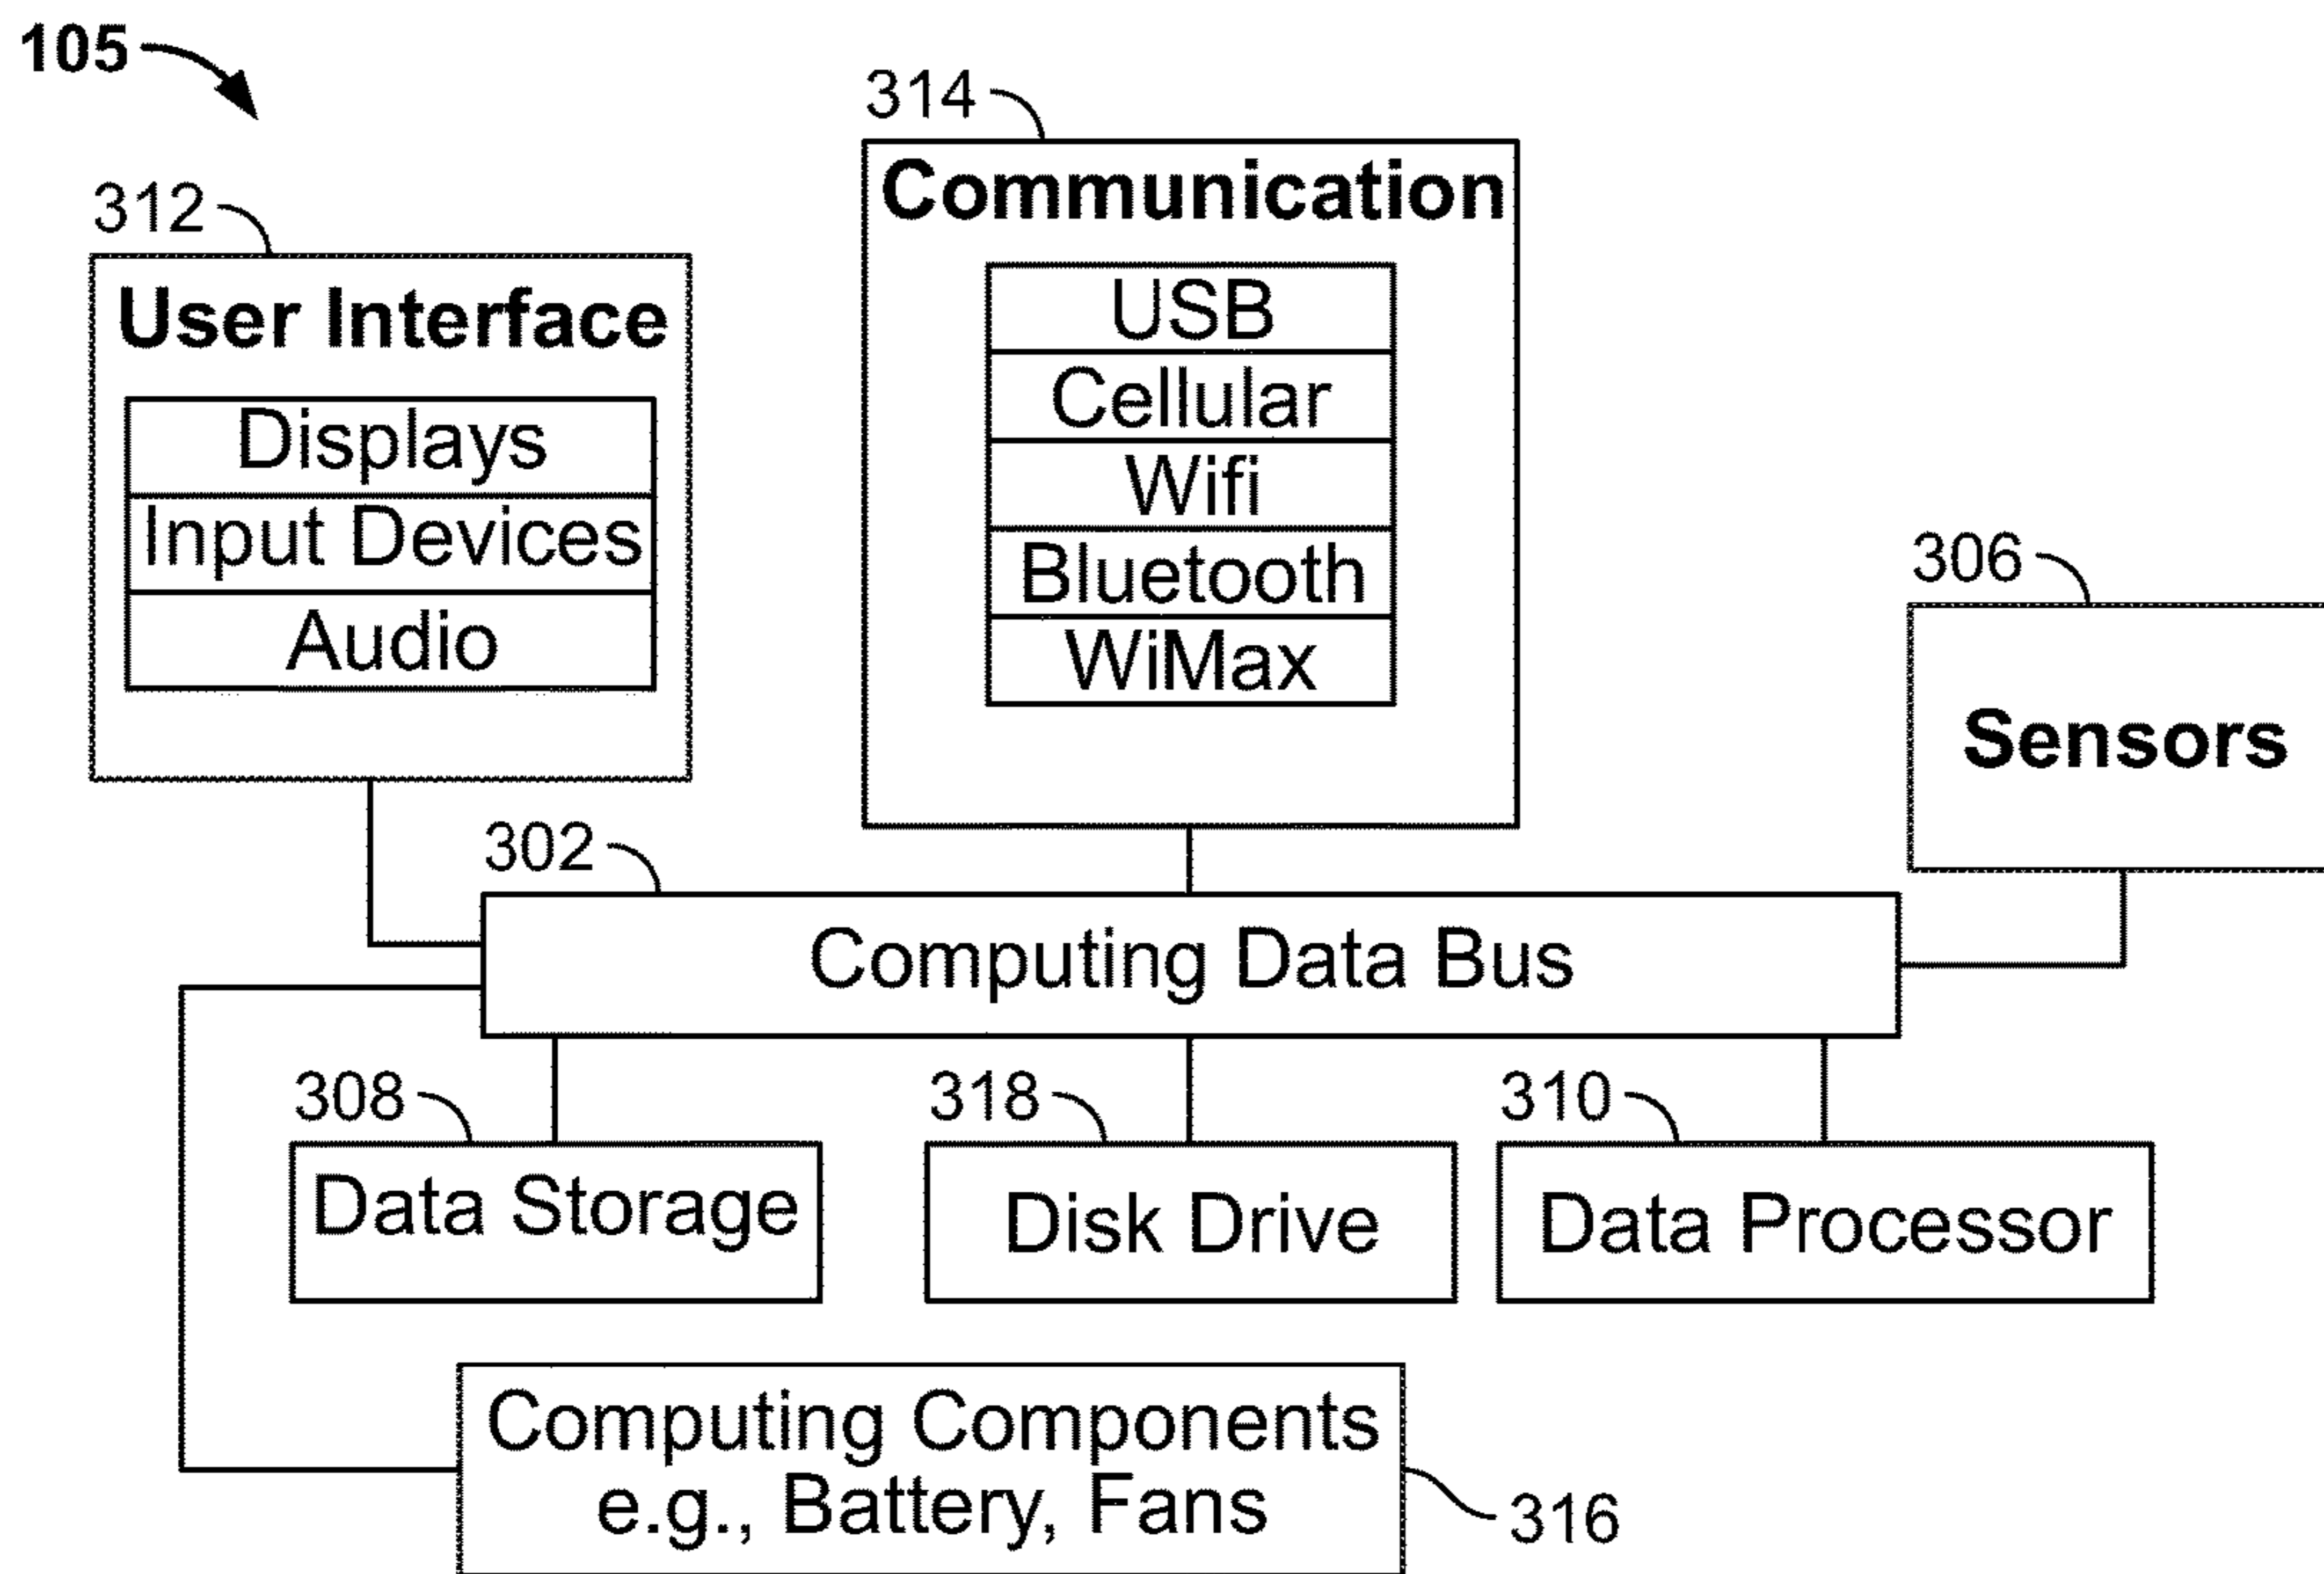 105
314
Communication
312
User Interface
USB
Cellular
Wifi
Bluetooth
WiMax
Displays
Input Devices
Audio
306
Sensors
302
Computing Data Bus
308
318
310
Data Storage
Disk Drive
Data Processor
Computing Components
e.g., Battery, Fans
316